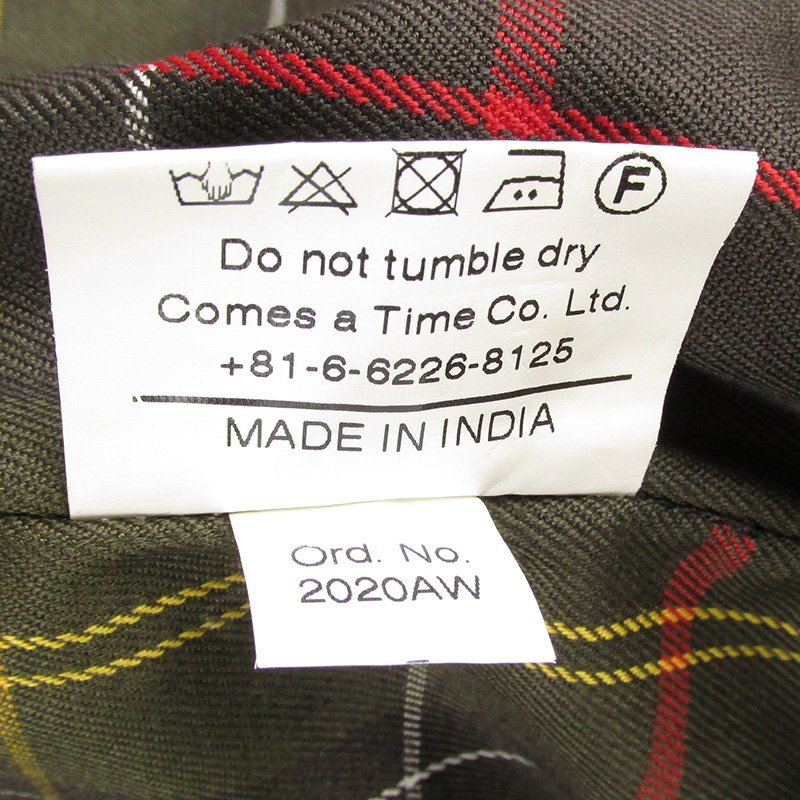 F
Do not tumble dry
Comes a Time Co. Ltd.
+81-6-6226-8125
MADE IN INDIA
Ord. No.
2020AW